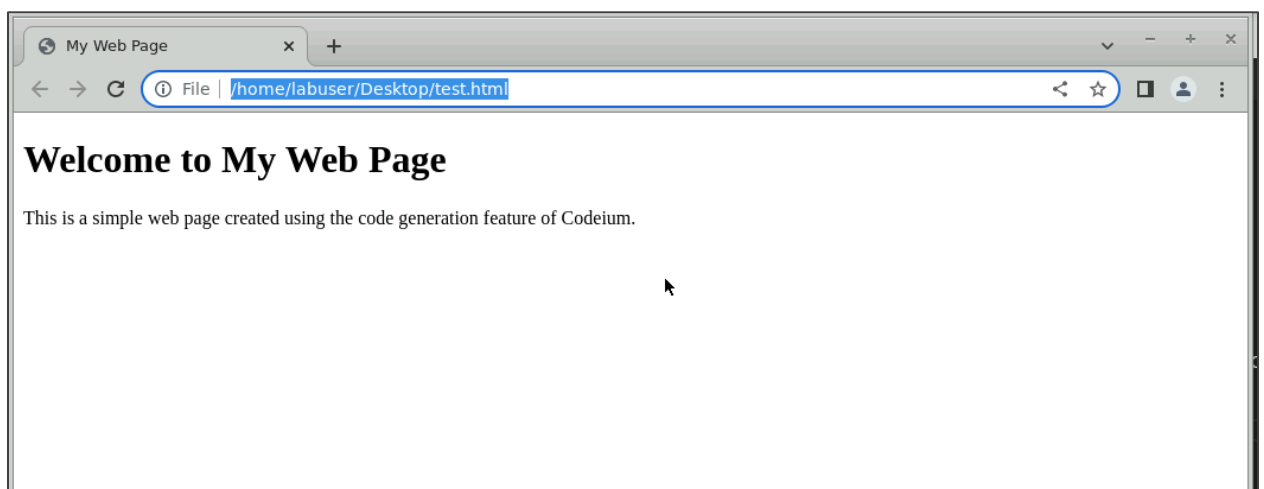 My Web Page
File /home/labuser/Desktop/test.html
Welcome to My Web Page
This is a simple web page created using the code generation feature of Codeium.